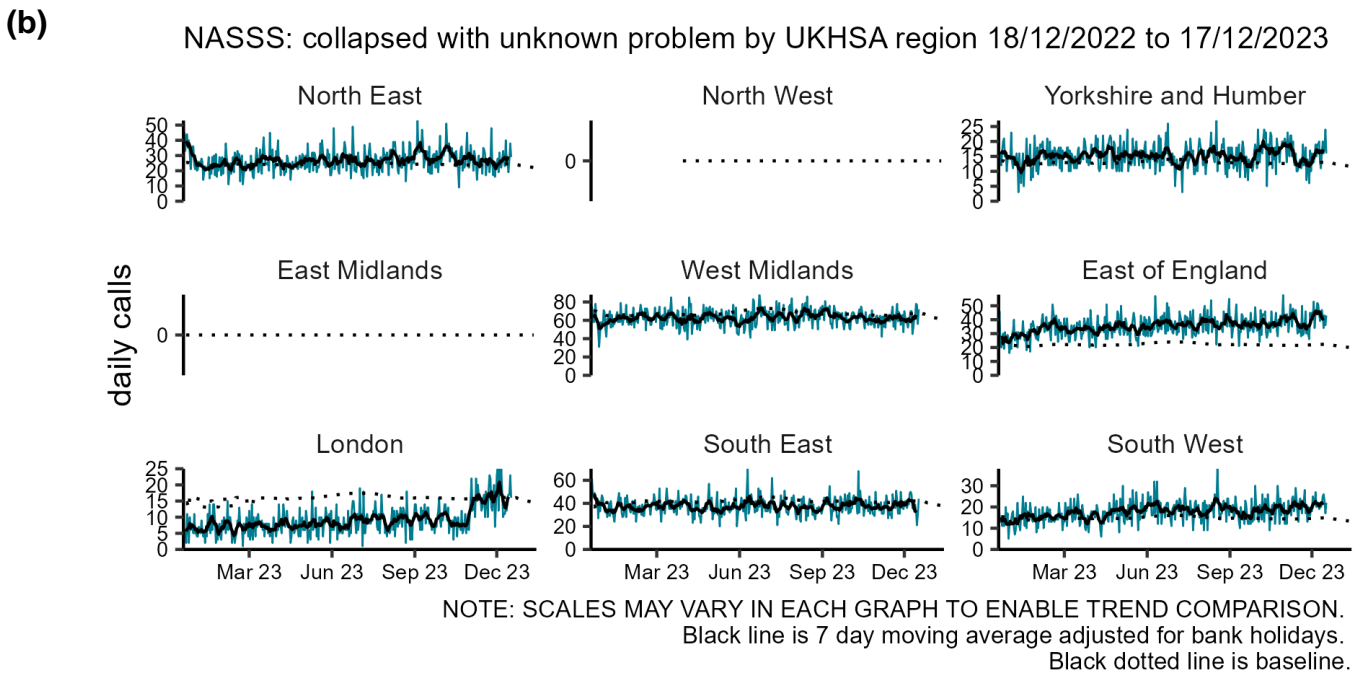 (b)
NASSS: collapsed with unknown problem by UKHSA region 18/12/2022 to 17/12/2023
daily calls
North East
50
40
30
20
10
0
North West
0
Yorkshire and Humber
25
20
15
10
5
0
East Midlands
0
West Midlands
80
60
40
20
0
East of England
50
40
30
20
10
0
London
25
20
15
10
5
0
South East
60
40
20
0
South West
30
20
10
0
Mar 23 Jun 23 Sep 23 Dec 23
Mar 23 Jun 23 Sep 23 Dec 23
Mar 23 Jun 23 Sep 23 Dec 23
NOTE: SCALES MAY VARY IN EACH GRAPH TO ENABLE TREND COMPARISON.
Black line is 7 day moving average adjusted for bank holidays.
Black dotted line is baseline.